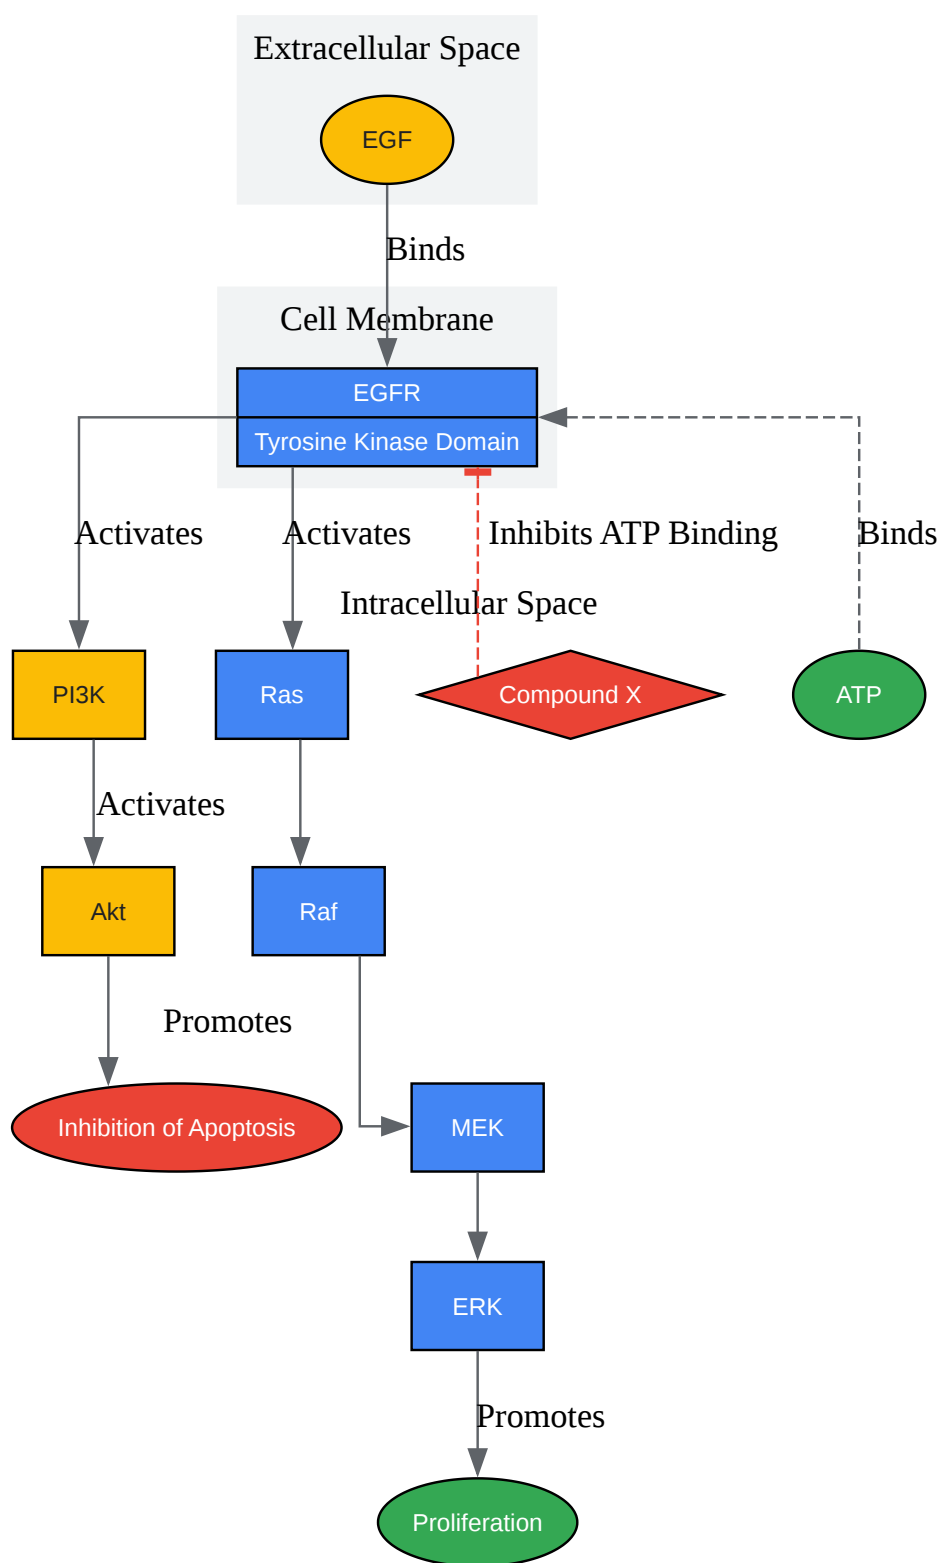 Extracellular Space
EGF
Binds
Cell Membrane
EGFR
Tyrosine Kinase Domain
Activates
Activates
Inhibits ATP Binding
Binds
Intracellular Space
PI3K
Ras
Compound X
ATP
Activates
Akt
Raf
Promotes
Inhibition of Apoptosis
MEK
ERK
Promotes
Proliferation